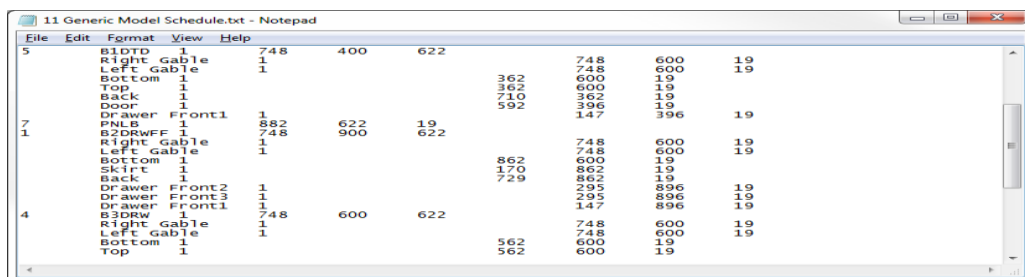 11 Generic Model Schedule.txt - Notepad
File Edit Format View Help
5 B1DTD 1 748 400 622
Right Gable 1 748 600 19
Left Gable 1 748 600 19
Bottom 1 362 600 19
Top 1 362 600 19
Back 1 710 362 19
Door 1 592 396 19
Drawer Front1 1 147 396 19
7 PNLB 1 882 622 19
1 B2DRWFF 1 748 900 622
Right Gable 1 748 600 19
Left Gable 1 748 600 19
Bottom 1 862 600 19
Skirt 1 170 862 19
Back 1 729 862 19
Drawer Front2 1 295 896 19
Drawer Front3 1 295 896 19
Drawer Front1 1 147 896 19
4 B3DRW 1 748 600 622
Right Gable 1 748 600 19
Left Gable 1 748 600 19
Bottom 1 562 600 19
Top 1 562 600 19